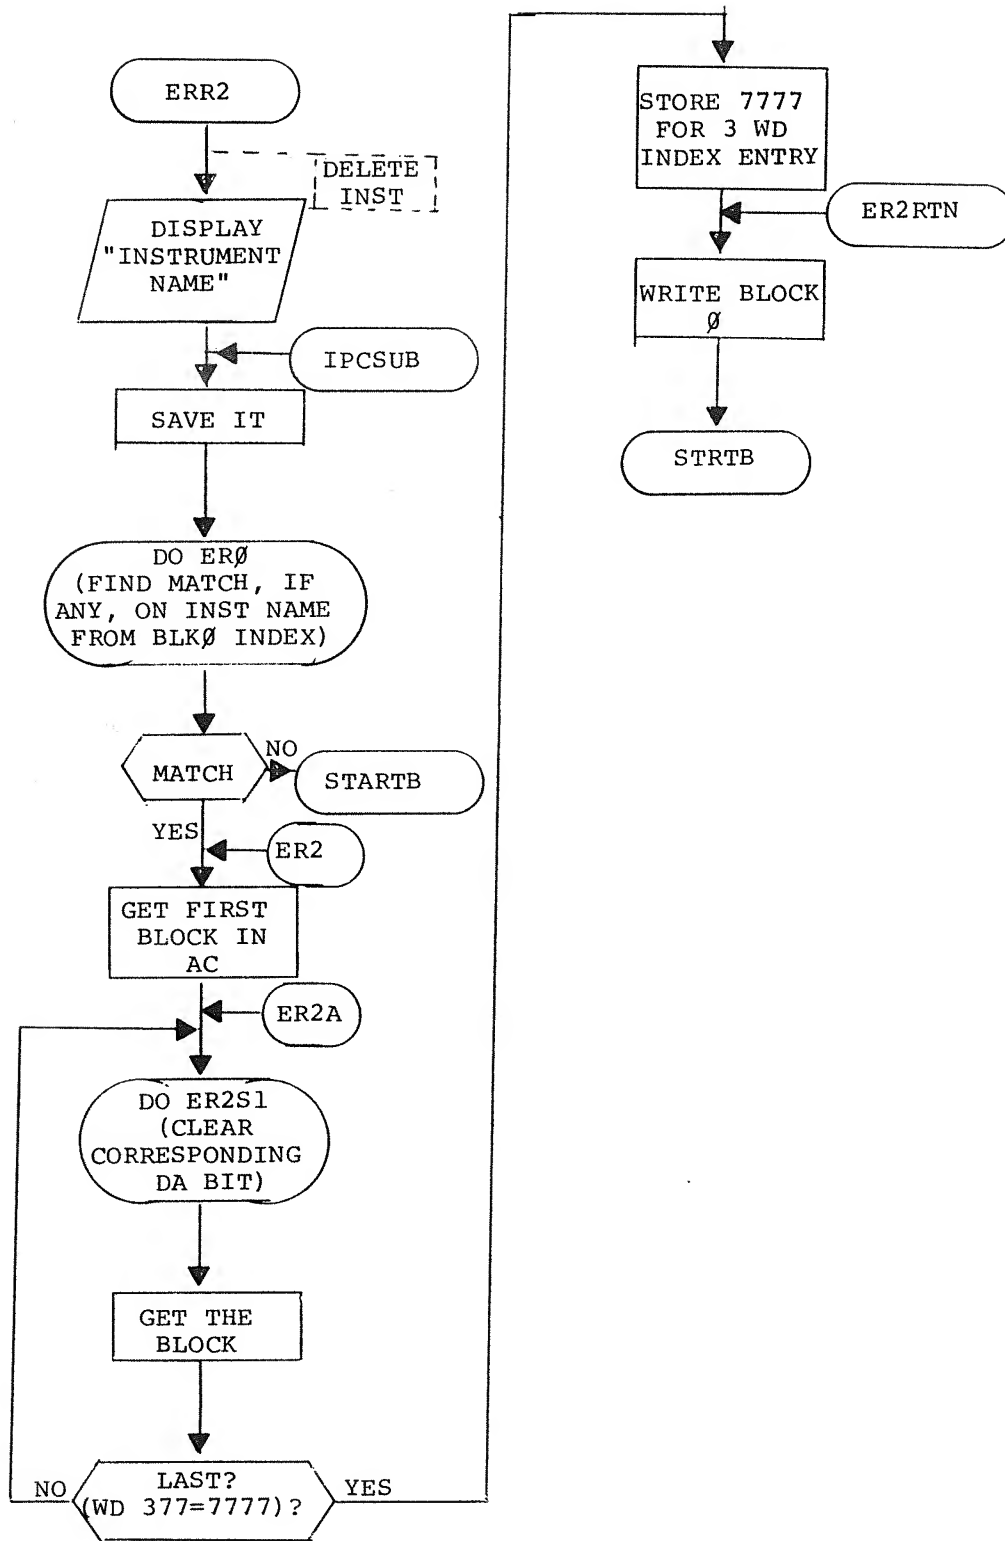 ERR2
DELETE
INST
DISPLAY
"INSTRUMENT
NAME"
IPCSUB
SAVE IT
DO ERØ
(FIND MATCH, IF
ANY, ON INST NAME
FROM BLKØ INDEX)
MATCH
NO
STARTB
YES
ER2
GET FIRST
BLOCK IN
AC
ER2A
DO ER2S1
(CLEAR
CORRESPONDING
DA BIT)
GET THE
BLOCK
NO
LAST?
(WD 377=7777)?
YES
STORE 7777
FOR 3 WD
INDEX ENTRY
ER2RTN
WRITE BLOCK
Ø
STRTB